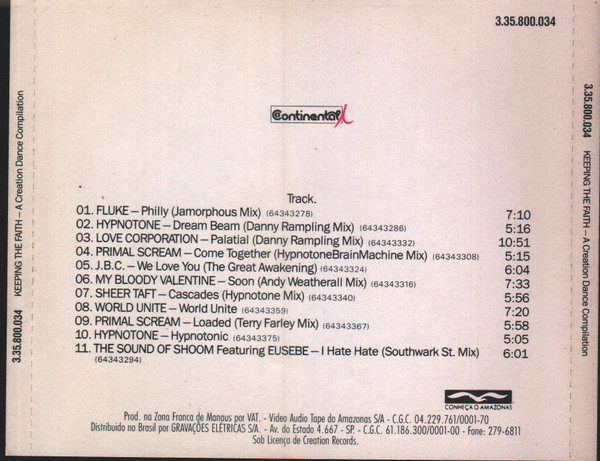 3.35.800.034
3.35.800.034 KEEPING THE FAITH – A Creation Dance Compilation
3.35.800.034 KEEPING THE FAITH – A Creation Dance Compilation
Continental
Track.
01. FLUKE – Philly (Jamorphous Mix) (64343278) 7:10
02. HYPNOTONE – Dream Beam (Danny Rampling Mix) (64343286) 5:16
03. LOVE CORPORATION – Palatial (Danny Rampling Mix) (64343332) 10:51
04. PRIMAL SCREAM – Come Together (HypnotoneBrainMachine Mix) (64343308) 5:15
05. J.B.C. – We Love You (The Great Awakening) (64343324) 6:04
06. MY BLOODY VALENTINE – Soon (Andy Weatherall Mix) (64343316) 7:33
07. SHEER TAFT – Cascades (Hypnotone Mix) (64343340) 5:56
08. WORLD UNITE – World Unite (64343359) 7:20
09. PRIMAL SCREAM – Loaded (Terry Farley Mix) (64343367) 5:58
10. HYPNOTONE – Hypnotonic (64343375) 5:05
11. THE SOUND OF SHOOM Featuring EUSEBE – I Hate Hate (Southwark St. Mix) 6:01
(64343294)
CONHEÇA O AMAZONAS
Prod. na Zona Franca de Manaus por VAT. - Video Audio Tape do Amazonas S/A - C.G.C. 04.229.761/0001-70
Distribuido no Brasil por GRAVAÇÕES ELÉTRICAS S/A. - Av. do Estado 4.667 - SP. - C.G.C. 61.186.300/0001-00 - Fone: 279-6811
Sob Licença de Creation Records.